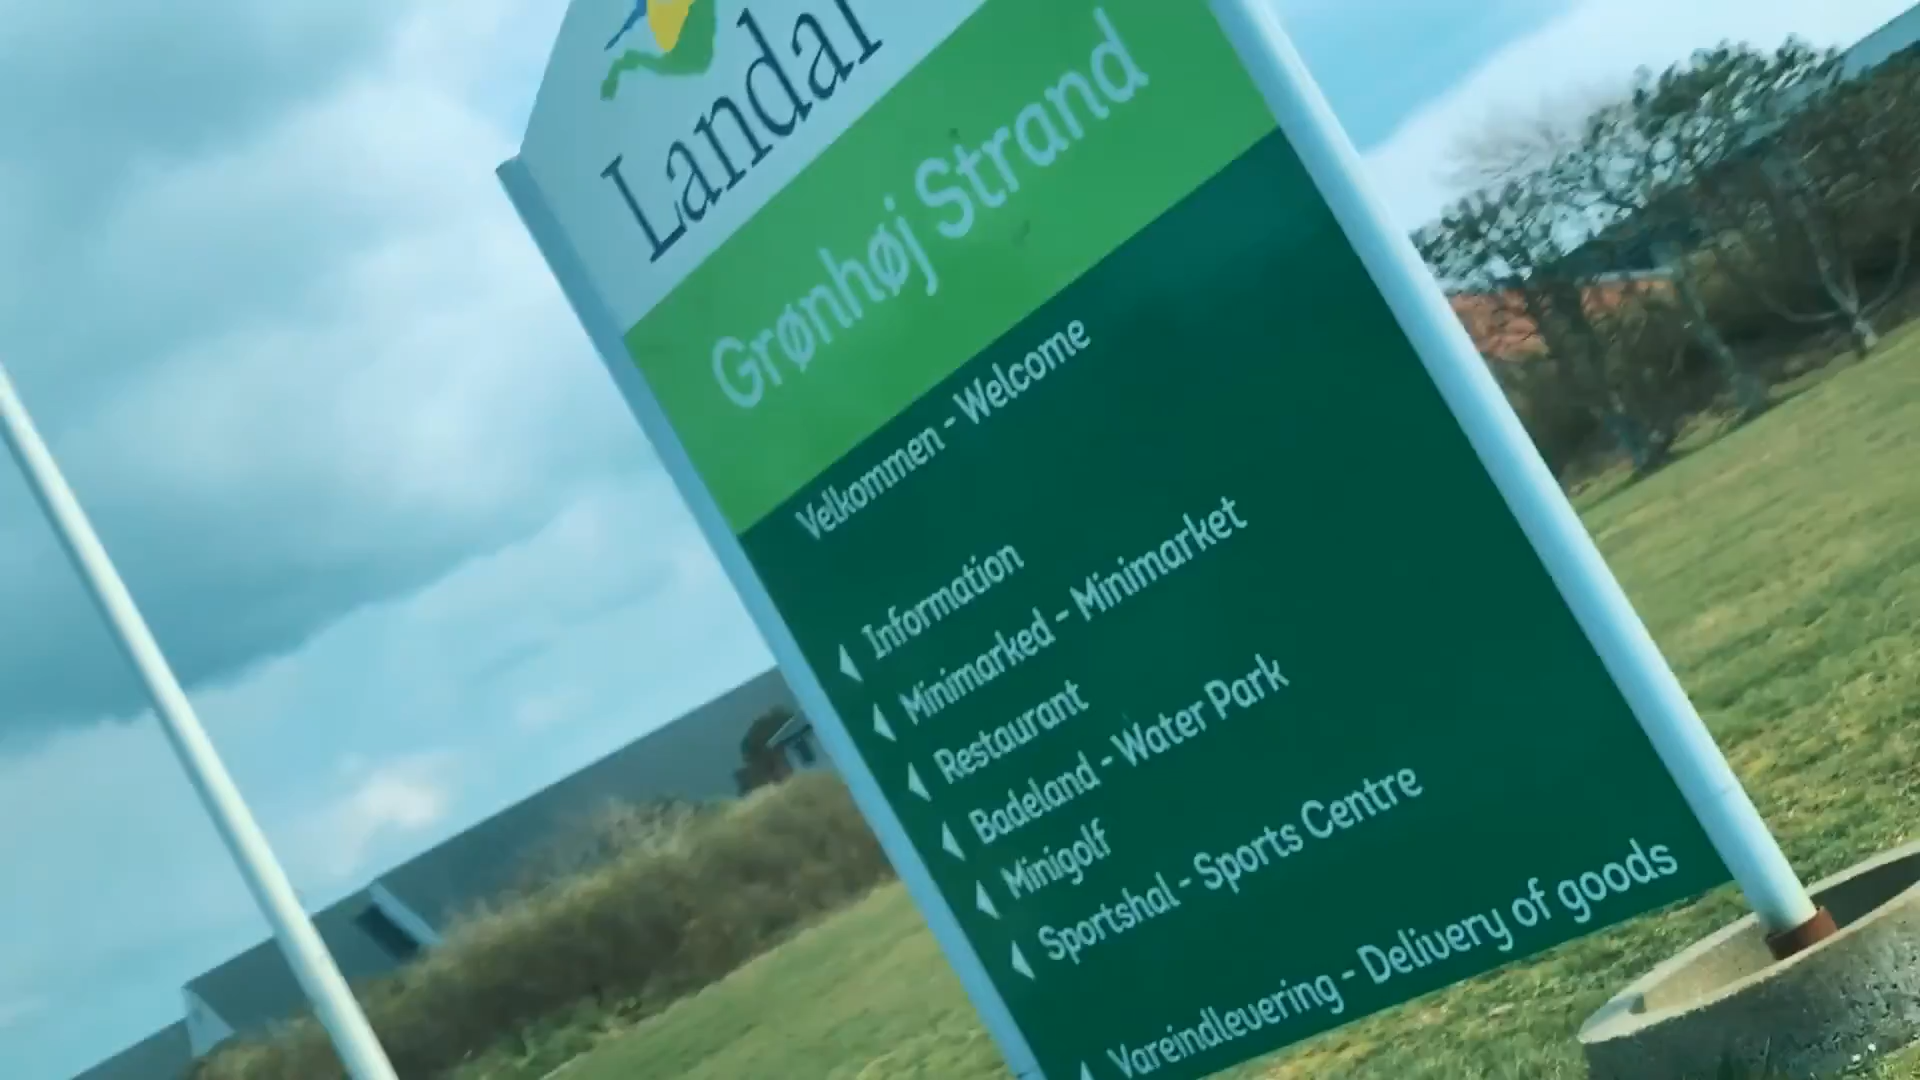 Landal
Grønhøj Strand
Velkommen - Welcome
Information
Minimarked - Minimarket
Restaurant
Badeland - Water Park
Minigolf
Sportshal - Sports Centre
Vareindlevering - Delivery of goods